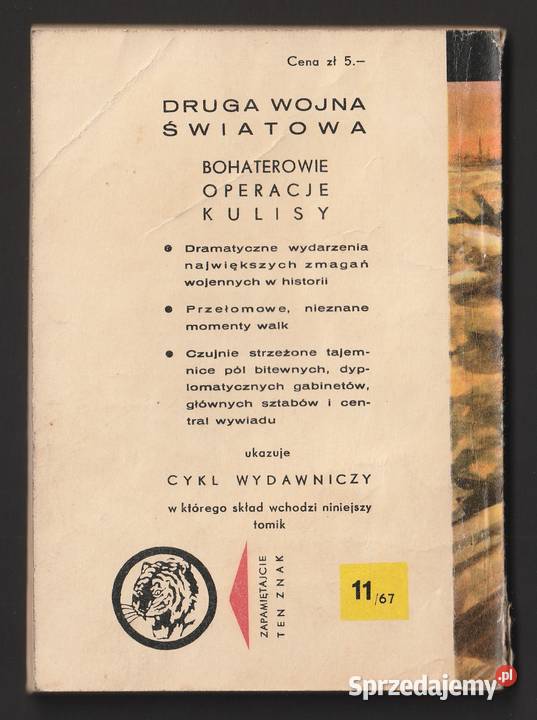 Cena zł 5.—
DRUGA WOJNA
ŚWIATOWA
BOHATEROWIE
OPERACJE
KULISY
● Dramatyczne wydarzenia
największych zmagań
wojennych w historii
● Przełomowe, nieznane
momenty walk
● Czujnie strzeżone tajem-
nice pól bitewnych, dyp-
lomatycznych gabinetów,
głównych sztabów i cen-
tral wywiadu
ukazuje
CYKL WYDAWNICZY
w którego skład wchodzi niniejszy
tomik
ZAPAMIĘTAJCIE
TEN ZNAK
11/67
Sprzedajemy.pl